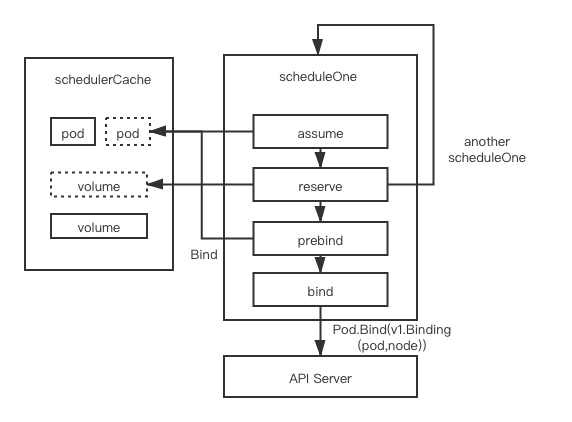 schedulerCache
scheduleOne
pod
pod
assume
another
scheduleOne
volume
reserve
volume
prebind
Bind
bind
Pod.Bind(v1.Binding
(pod,node))
API Server